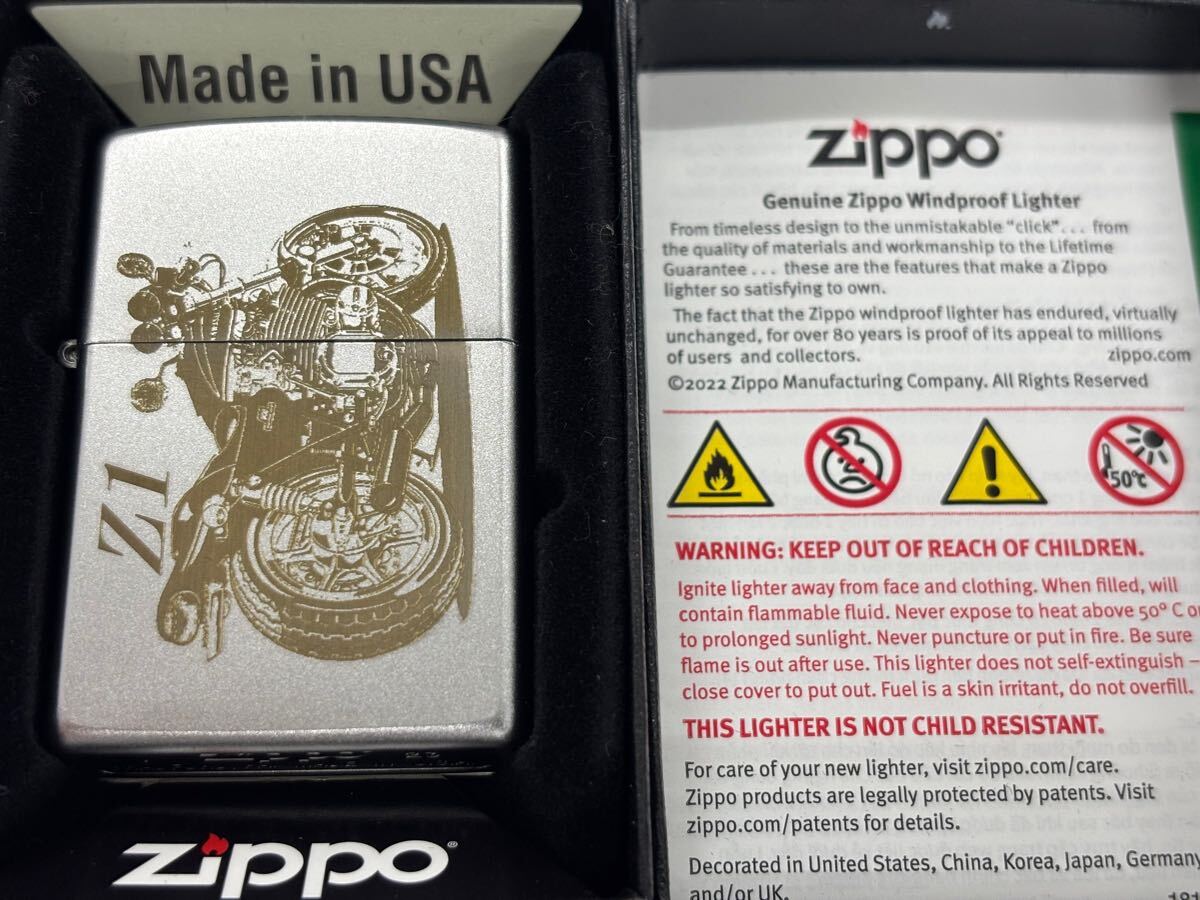 Made in USA
Z1
zippo
zippo
Genuine Zippo Windproof Lighter
From timeless design to the unmistakable "click"... from
the quality of materials and workmanship to the Lifetime
Guarantee ... these are the features that make a Zippo
lighter so satisfying to own.
The fact that the Zippo windproof lighter has endured, virtually
unchanged, for over 80 years is proof of its appeal to millions
of users and collectors. zippo.com
©2022 Zippo Manufacturing Company. All Rights Reserved
50°C
WARNING: KEEP OUT OF REACH OF CHILDREN.
Ignite lighter away from face and clothing. When filled, will
contain flammable fluid. Never expose to heat above 50° C or
to prolonged sunlight. Never puncture or put in fire. Be sure
flame is out after use. This lighter does not self-extinguish –
close cover to put out. Fuel is a skin irritant, do not overfill.
THIS LIGHTER IS NOT CHILD RESISTANT.
For care of your new lighter, visit zippo.com/care.
Zippo products are legally protected by patents. Visit
zippo.com/patents for details.
Decorated in United States, China, Korea, Japan, Germany
and/or UK.